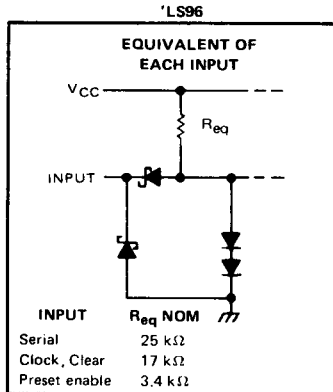 'LS96
EQUIVALENT OF
EACH INPUT
VCC
Req
INPUT
INPUT Req NOM
Serial 25 kΩ
Clock, Clear 17 kΩ
Preset enable 3.4 kΩ